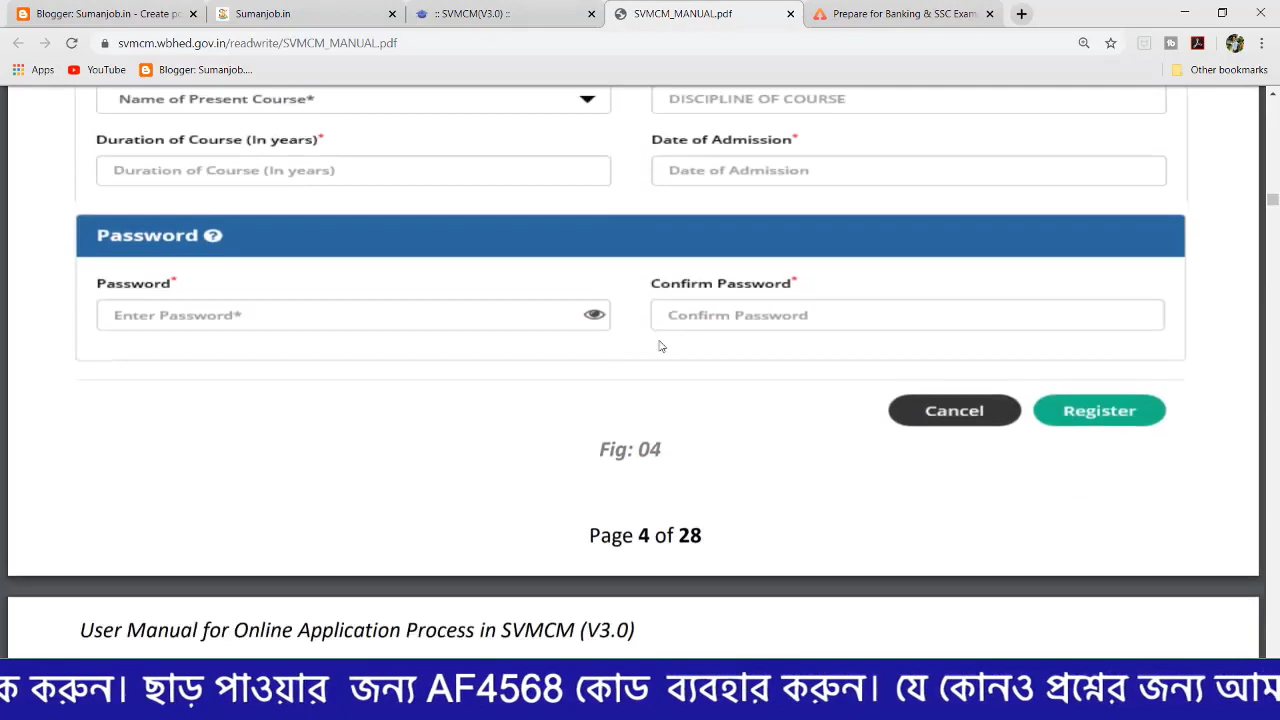 Blogger: Sumanjob.in - Create po
Sumanjob.in
:: SVMCM(V3.0) ::
SVMCM_MANUAL.pdf
Prepare for Banking & SSC Exam
svmcm.wbhed.gov.in/readwrite/SVMCM_MANUAL.pdf
Apps
YouTube
Blogger: Sumanjob....
Other bookmarks
Name of Present Course*
DISCIPLINE OF COURSE
Duration of Course (In years)*
Date of Admission*
Duration of Course (In years)
Date of Admission
Password
Password*
Confirm Password*
Enter Password*
Confirm Password
Cancel
Register
Fig: 04
Page 4 of 28
User Manual for Online Application Process in SVMCM (V3.0)
ক করুন। ছাড় পাওয়ার জন্য AF4568 কোড ব্যবহার করুন। যে কোনও প্রশ্নের জন্য আম